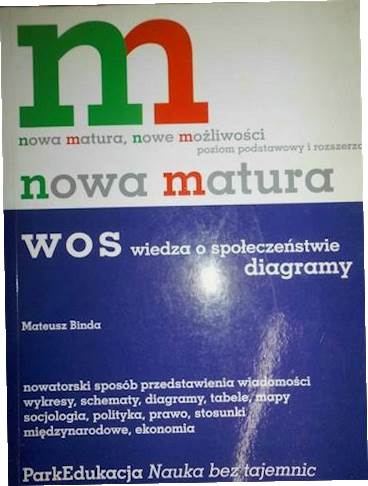 m
nowa matura, nowe możliwości
poziom podstawowy i rozszerzo
nowa matura
WOS wiedza o społeczeństwie
diagramy
Mateusz Binda
nowatorski sposób przedstawienia wiadomości
wykresy, schematy, diagramy, tabele, mapy
socjologia, polityka, prawo, stosunki
międzynarodowe, ekonomia
ParkEdukacja Nauka bez tajemnic